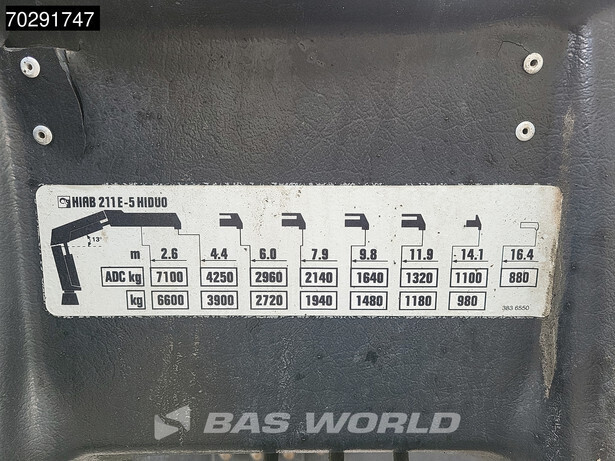 70291747
HIAB 211 E-5 HIDUO
13°
m 2.6 4.4 6.0 7.9 9.8 11.9 14.1 16.4
ADC kg 7100 4250 2960 2140 1640 1320 1100 880
kg 6600 3900 2720 1940 1480 1180 980
383 6550
BAS WORLD